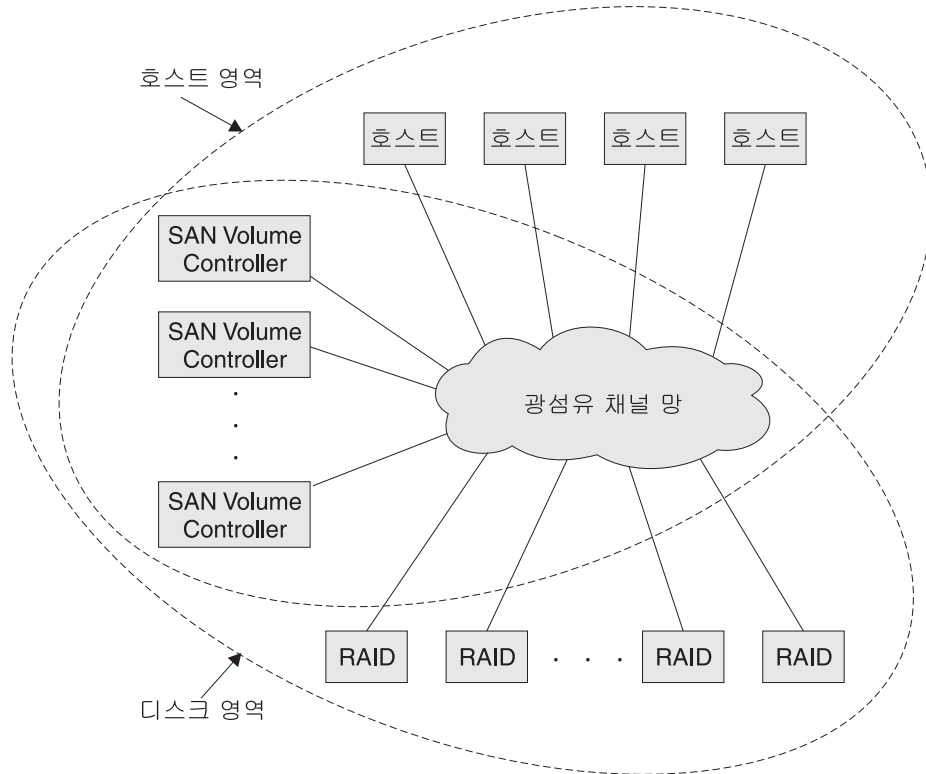 호스트 영역
호스트
호스트
호스트
호스트
SAN Volume
Controller
SAN Volume
Controller
광섬유 채널 망
SAN Volume
Controller
RAID
RAID
RAID
RAID
디스크 영역